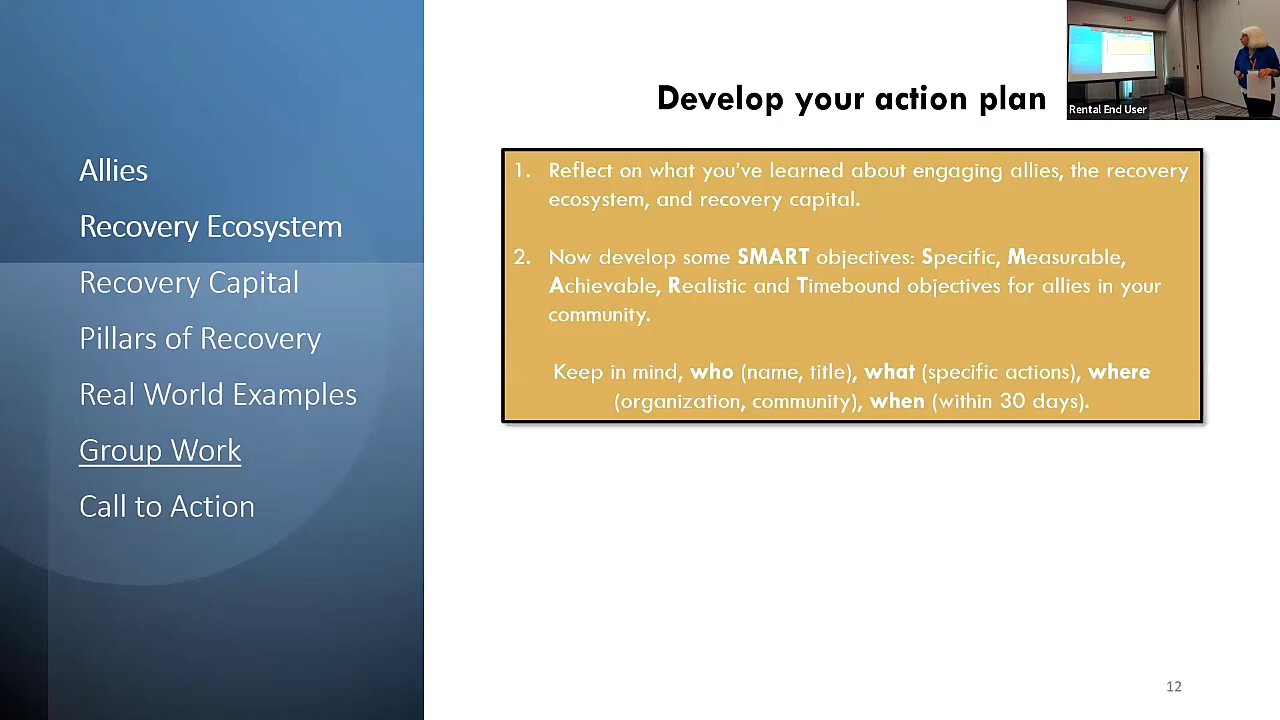 Allies
Recovery Ecosystem
Recovery Capital
Pillars of Recovery
Real World Examples
Group Work
Call to Action
Develop your action plan
1. Reflect on what you've learned about engaging allies, the recovery
ecosystem, and recovery capital.
2. Now develop some SMART objectives: Specific, Measurable,
Achievable, Realistic and Timebound objectives for allies in your
community.
Keep in mind, who (name, title), what (specific actions), where
(organization, community), when (within 30 days).
Rental End User
12